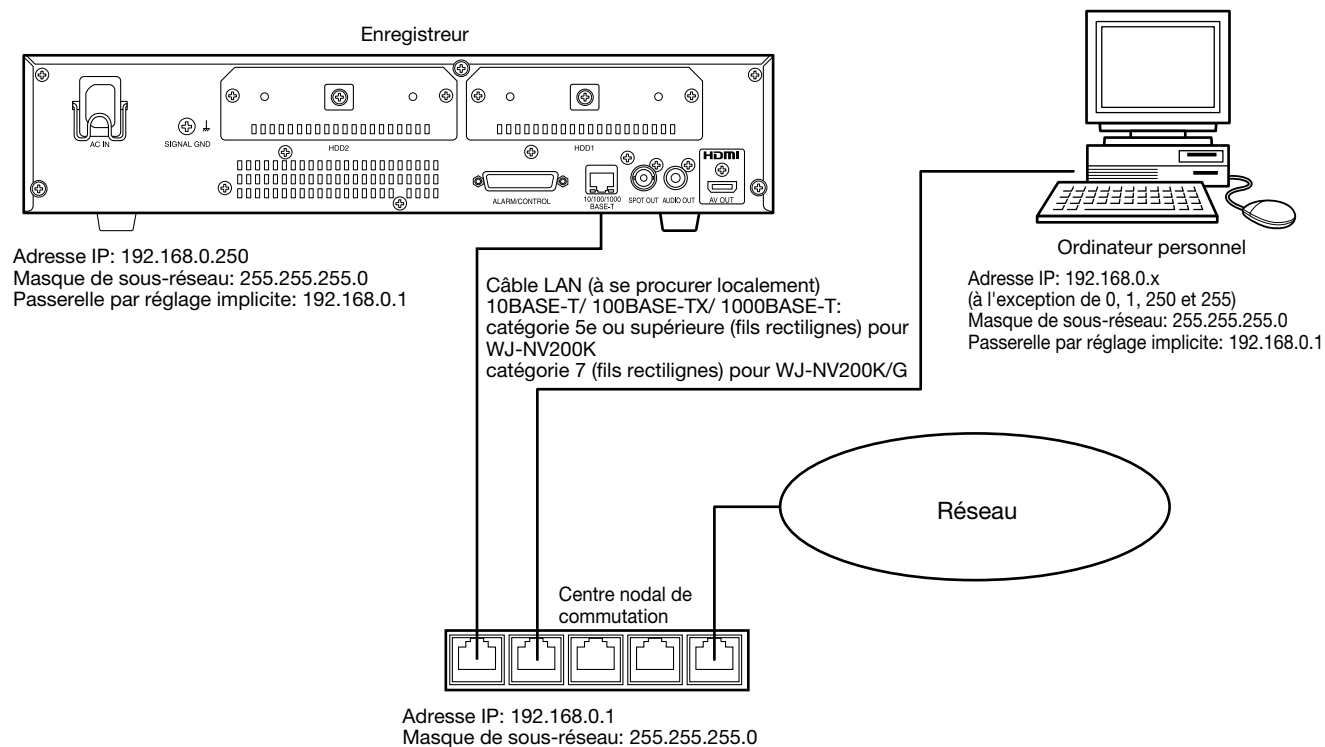 Enregistreur
AC IN
SIGNAL GND
HDD2
HDD1
ALARM/CONTROL
10/100/1000
BASE-T
SPOT OUT
AUDIO OUT
HDMI
AV OUT
Adresse IP: 192.168.0.250
Masque de sous-réseau: 255.255.255.0
Passerelle par réglage implicite: 192.168.0.1
Ordinateur personnel
Adresse IP: 192.168.0.x
(à l'exception de 0, 1, 250 et 255)
Masque de sous-réseau: 255.255.255.0
Passerelle par réglage implicite: 192.168.0.1
Câble LAN (à se procurer localement)
10BASE-T/ 100BASE-TX/ 1000BASE-T:
catégorie 5e ou supérieure (fils rectilignes) pour
WJ-NV200K
catégorie 7 (fils rectilignes) pour WJ-NV200K/G
Réseau
Centre nodal de
commutation
Adresse IP: 192.168.0.1
Masque de sous-réseau: 255.255.255.0